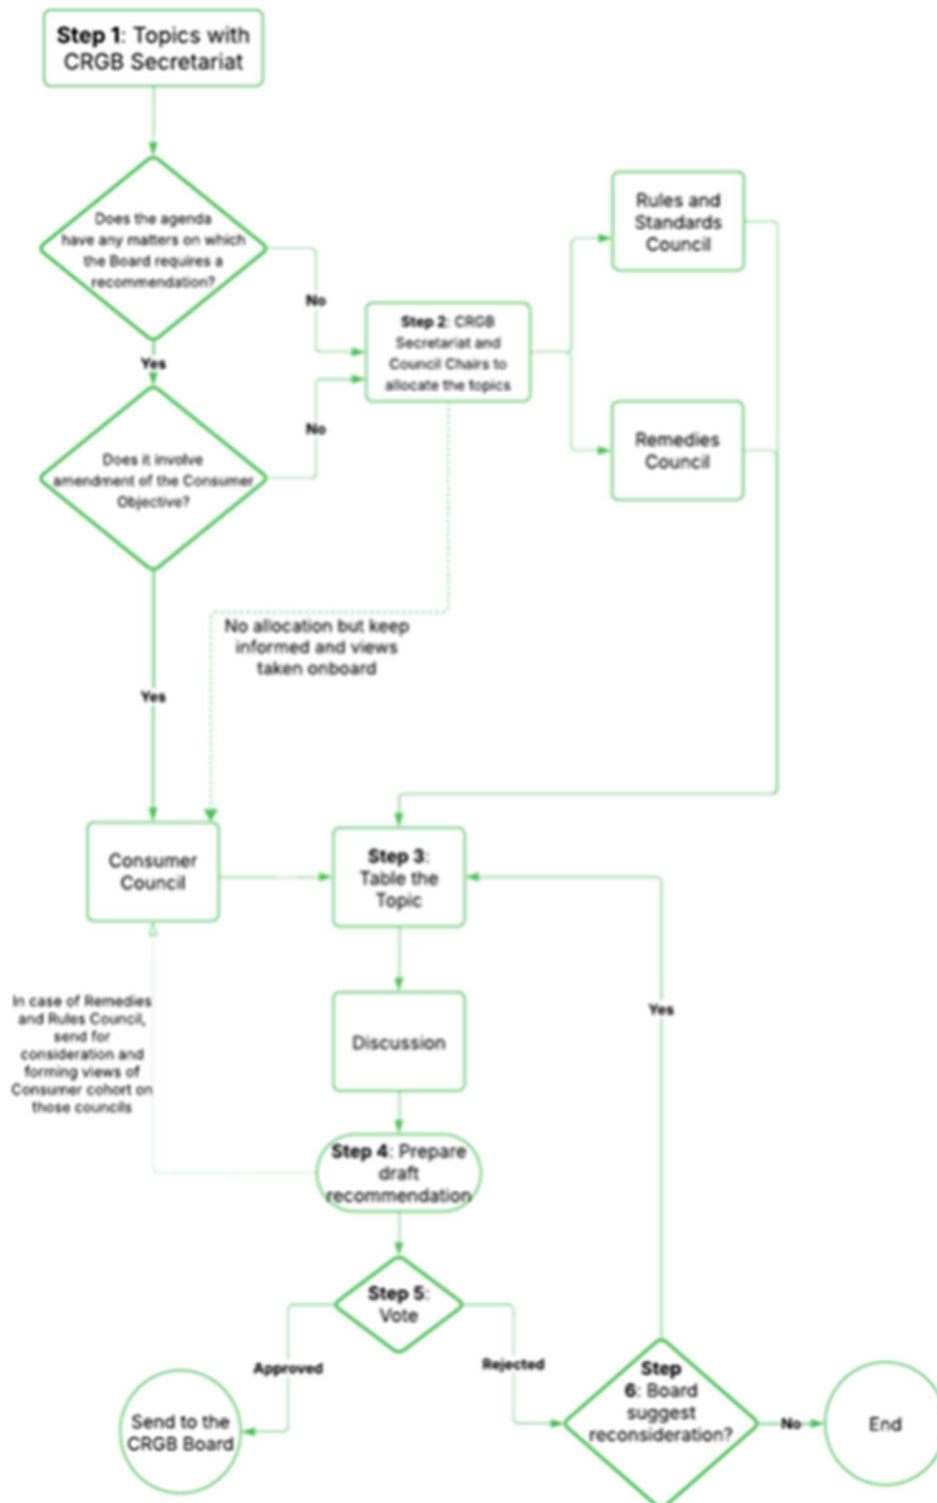 Step 1: Topics with
CRGB Secretariat
Does the agenda
have any matters on which
the Board requires a
recommendation?
No
Yes
Step 2: CRGB
Secretariat and
Council Chairs to
allocate the topics
Rules and
Standards
Council
Remedies
Council
Does it involve
amendment of the Consumer
Objective?
No
No allocation but keep
informed and views
taken onboard
Yes
Consumer
Council
Step 3:
Table the
Topic
In case of Remedies
and Rules Council,
send for
consideration and
forming views of
Consumer cohort on
those councils
Discussion
Yes
Step 4: Prepare
draft
recommendation
Step 5:
Vote
Approved
Rejected
Send to the
CRGB Board
Step
6: Board
suggest
reconsideration?
No
End